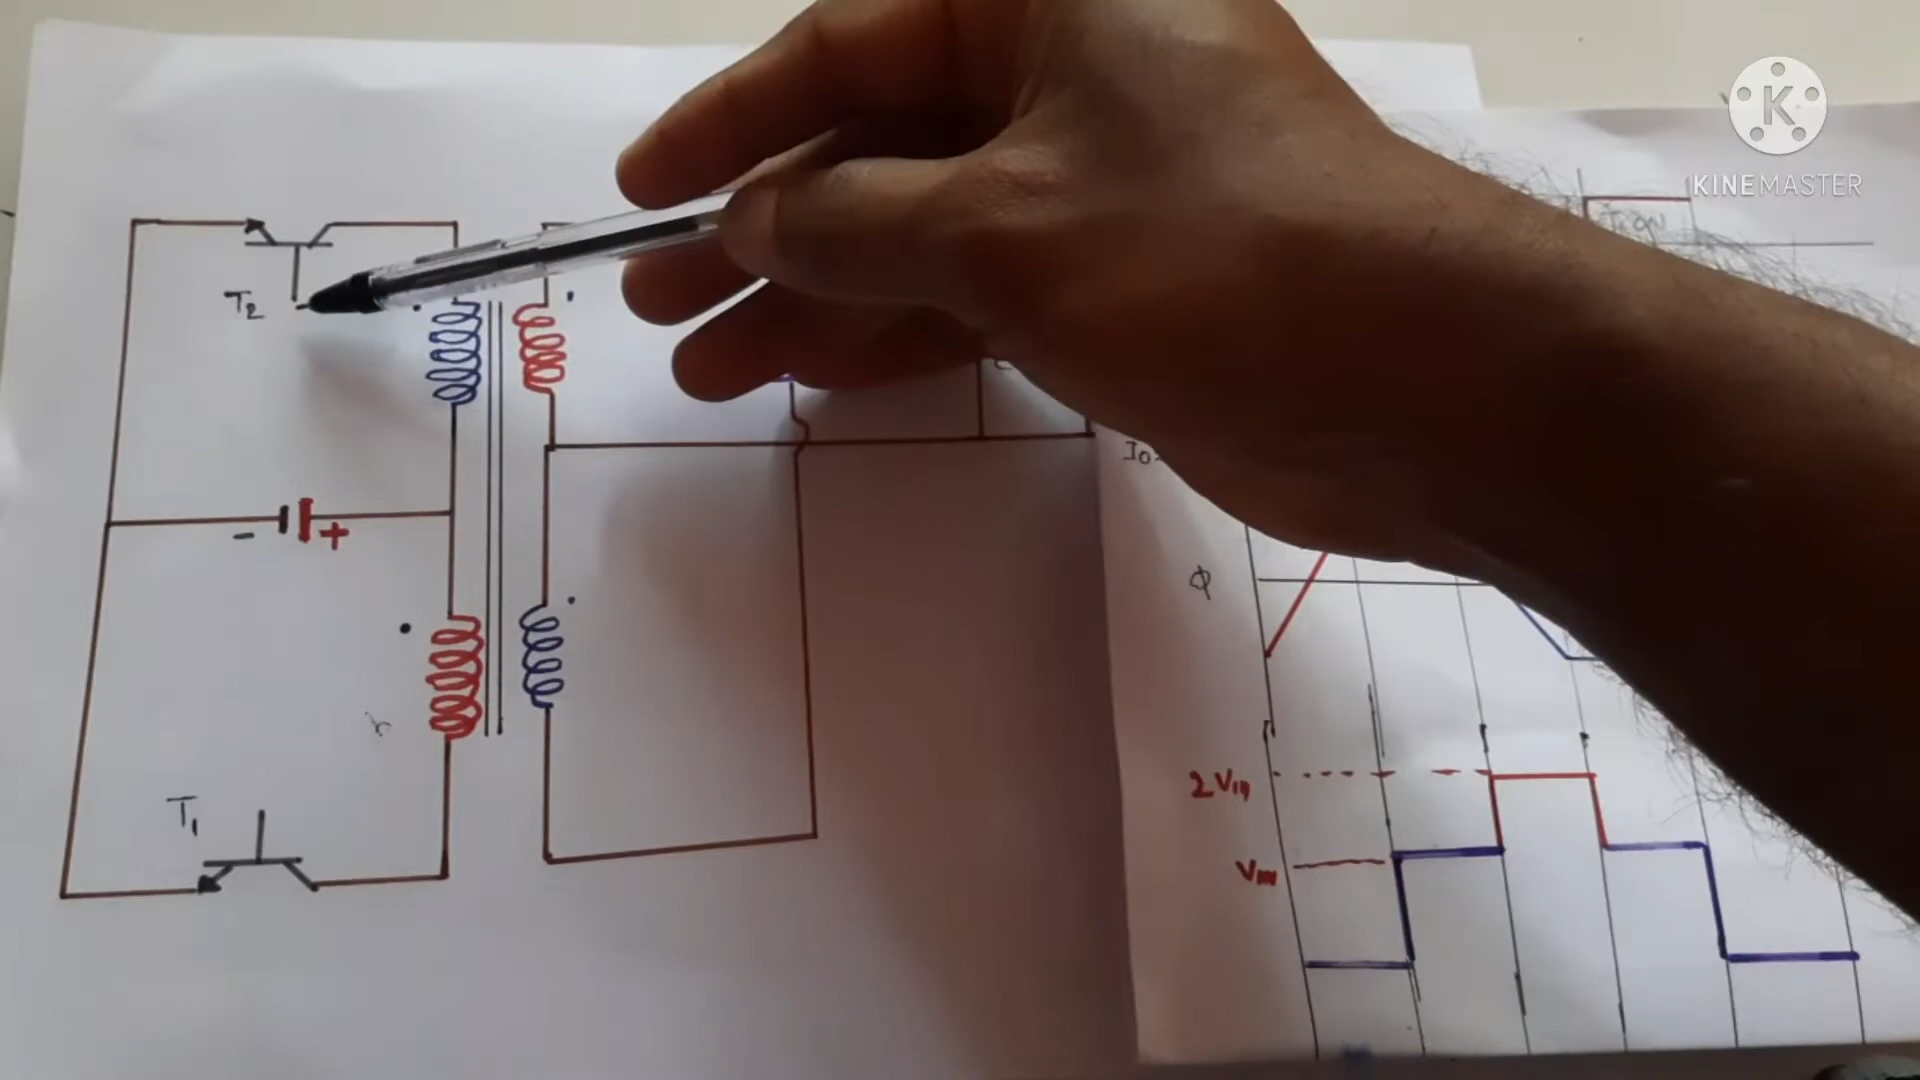 KINEMASTER
T2
-
+
T1
Io
Φ
2Vin
VIN